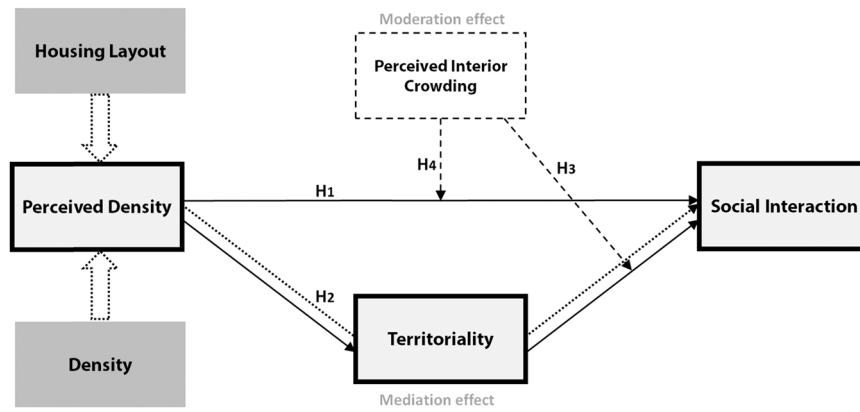 Moderation effect
Housing Layout
Perceived Interior
Crowding
H4
H3
Perceived Density
H1
Social Interaction
H2
Territoriality
Density
Mediation effect